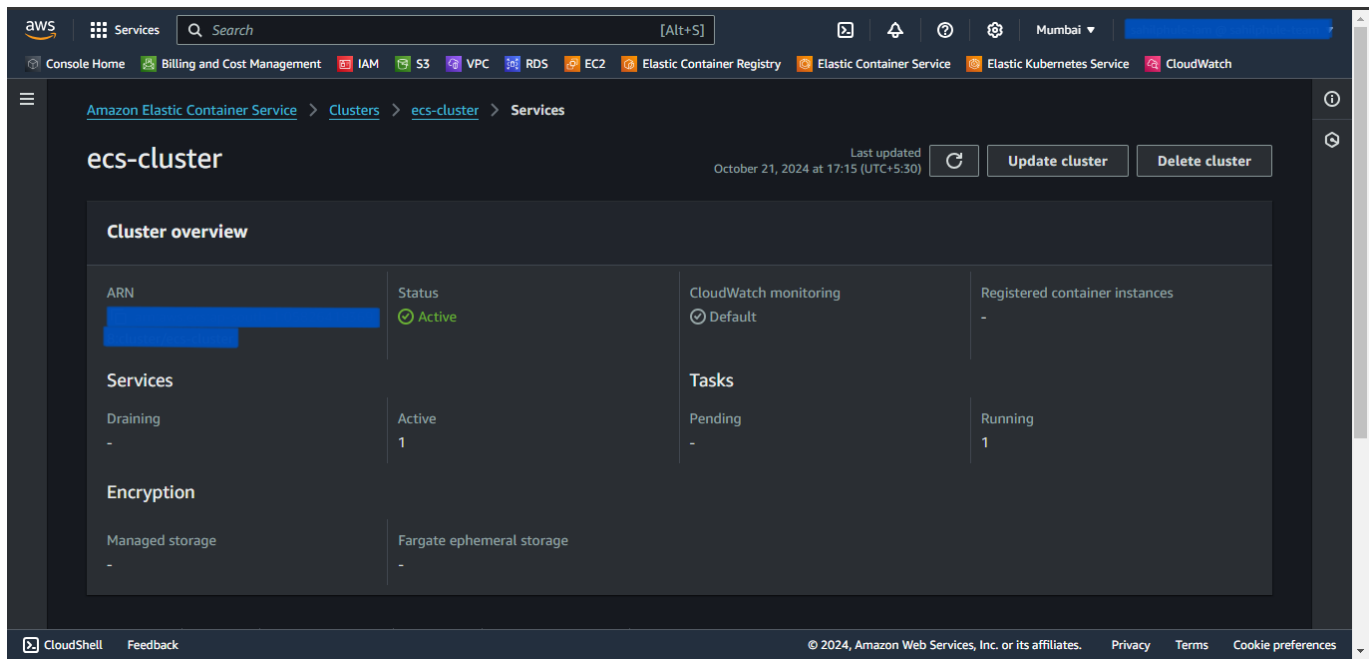 aws
Services
Search [Alt+S]
Mumbai ▼
Console Home Billing and Cost Management IAM S3 VPC RDS EC2 Elastic Container Registry Elastic Container Service Elastic Kubernetes Service CloudWatch
Amazon Elastic Container Service > Clusters > ecs-cluster > Services
ecs-cluster
Last updated
October 21, 2024 at 17:15 (UTC+5:30)
Update cluster
Delete cluster
Cluster overview
ARN
Status
Active
CloudWatch monitoring
Default
Registered container instances
-
Services
Draining
-
Active
1
Tasks
Pending
-
Running
1
Encryption
Managed storage
-
Fargate ephemeral storage
-
CloudShell Feedback © 2024, Amazon Web Services, Inc. or its affiliates. Privacy Terms Cookie preferences